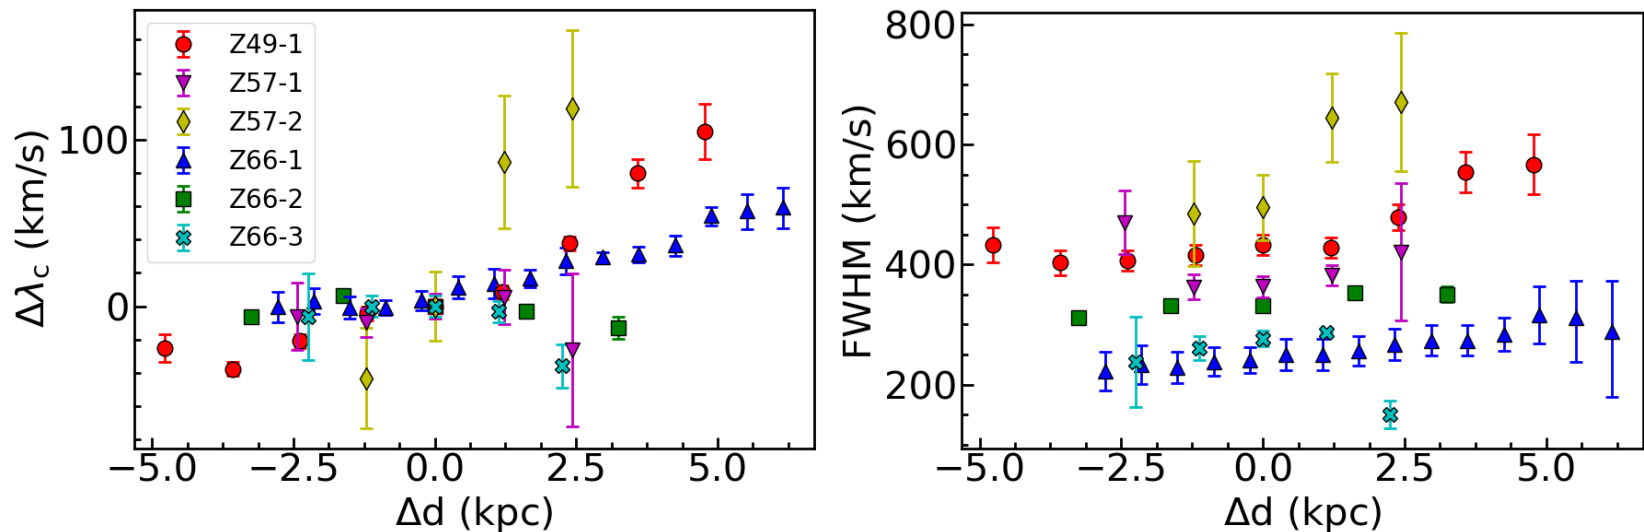 Z49-1
Z57-1
Z57-2
Z66-1
Z66-2
Z66-3
100
0
Δλc (km/s)
−5.0 −2.5 0.0 2.5 5.0
Δd (kpc)
800
600
400
200
FWHM (km/s)
−5.0 −2.5 0.0 2.5 5.0
Δd (kpc)